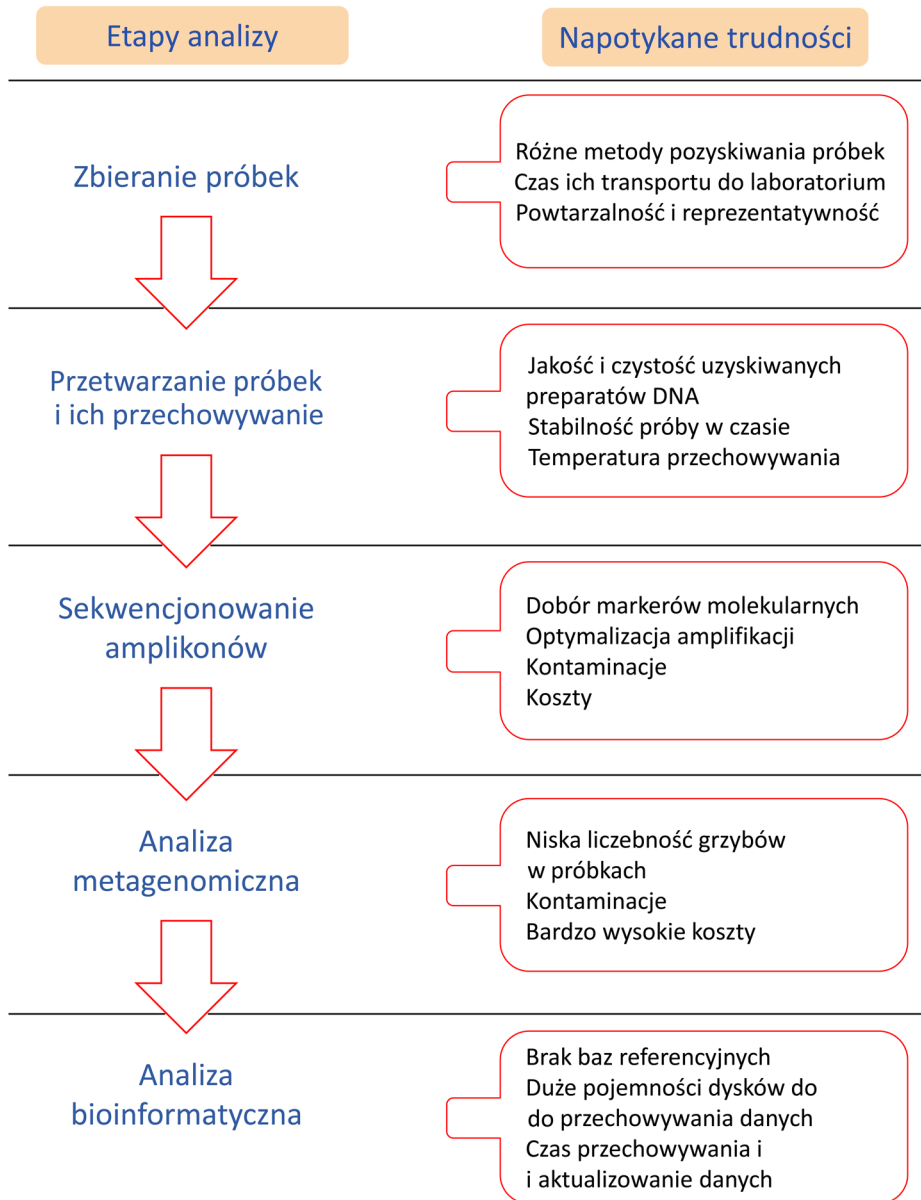 Etapy analizy
Napotykane trudności
Zbieranie próbek
Różne metody pozyskiwania próbek
Czas ich transportu do laboratorium
Powtarzalność i reprezentatywność
Przetwarzanie próbek
i ich przechowywanie
Jakość i czystość uzyskiwanych
preparatów DNA
Stabilność próby w czasie
Temperatura przechowywania
Sekwencjonowanie
amplikonów
Dobór markerów molekularnych
Optymalizacja amplifikacji
Kontaminacje
Koszty
Analiza
metagenomiczna
Niska liczebność grzybów
w próbkach
Kontaminacje
Bardzo wysokie koszty
Analiza
bioinformatyczna
Brak baz referencyjnych
Duże pojemności dysków do
do przechowywania danych
Czas przechowywania i
i aktualizowanie danych